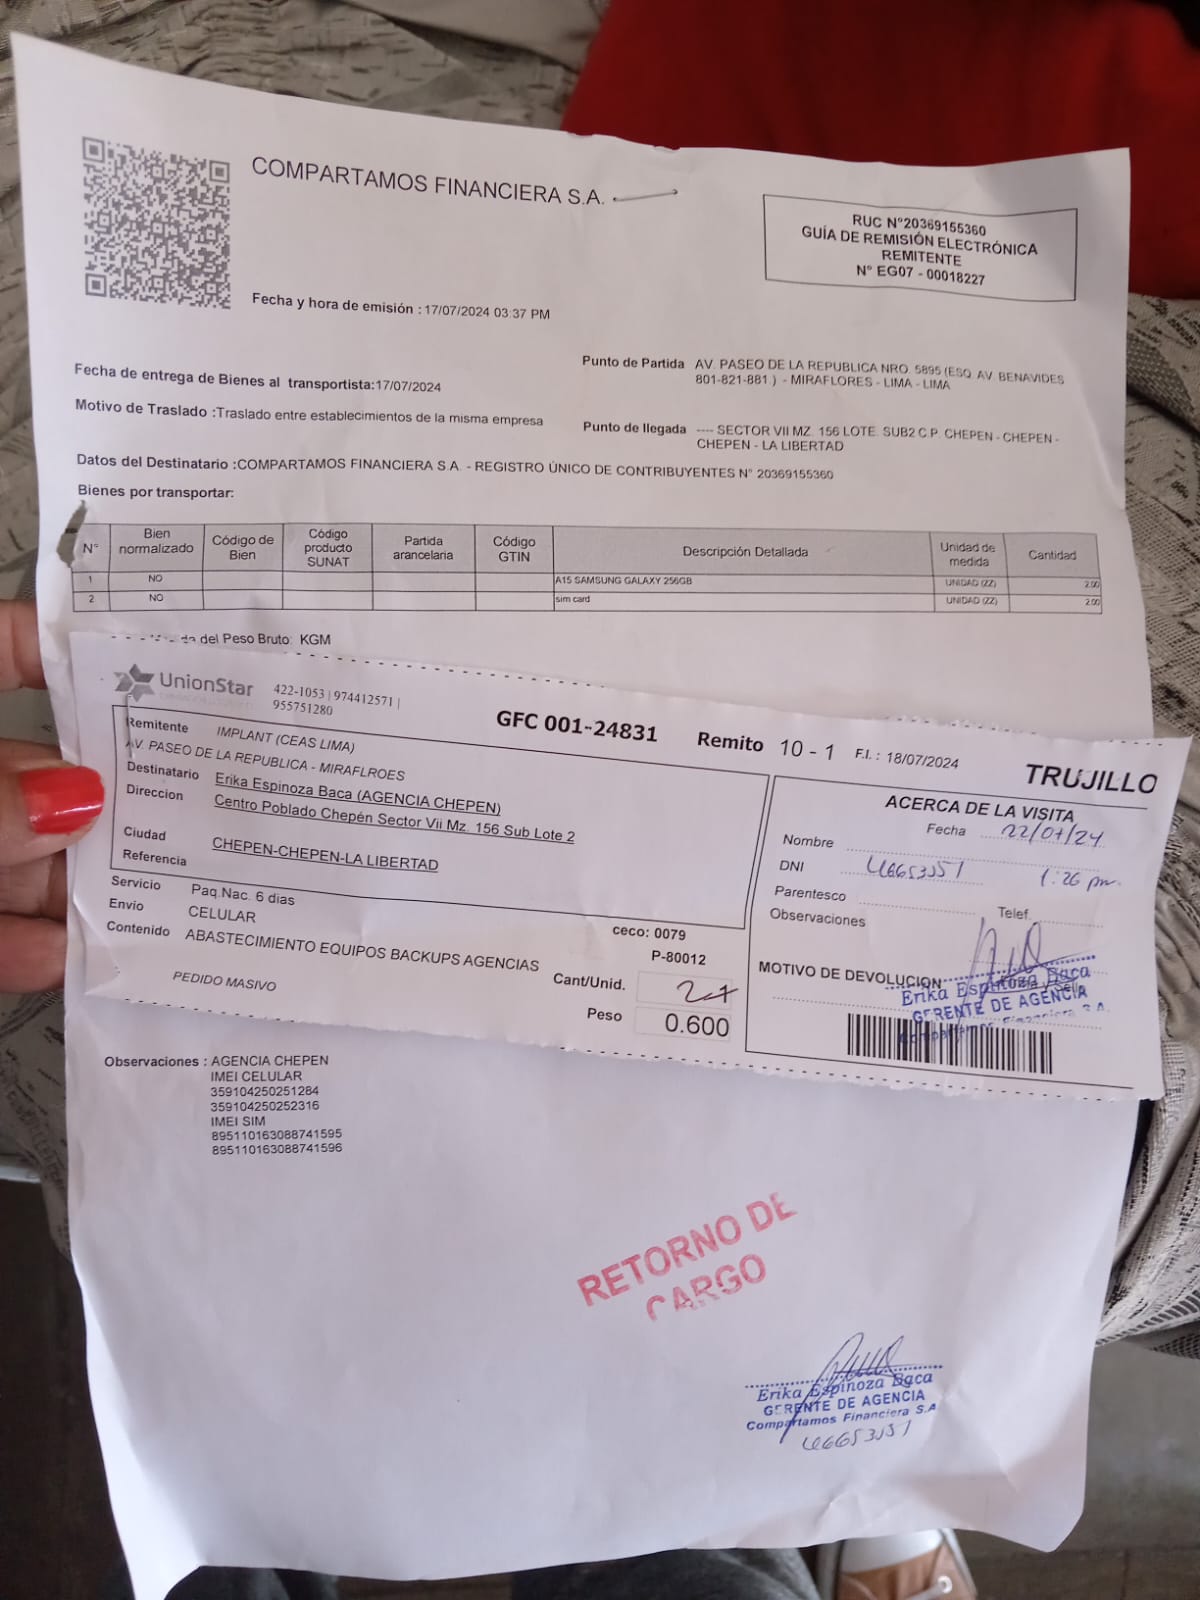 COMPARTAMOS FINANCIERA S.A.
RUC N°20369155360
GUÍA DE REMISIÓN ELECTRÓNICA
REMITENTE
N° EG07 - 00018227
Fecha y hora de emisión : 17/07/2024 03:37 PM
Fecha de entrega de Bienes al transportista:17/07/2024
Motivo de Traslado :Traslado entre establecimientos de la misma empresa
Punto de Partida AV. PASEO DE LA REPUBLICA NRO. 5895 (ESQ. AV. BENAVIDES
801-821-881 ) - MIRAFLORES - LIMA - LIMA
Punto de llegada ---- SECTOR VII MZ. 156 LOTE. SUB2 C.P. CHEPEN - CHEPEN -
CHEPEN - LA LIBERTAD
Datos del Destinatario :COMPARTAMOS FINANCIERA S.A. - REGISTRO ÚNICO DE CONTRIBUYENTES N° 20369155360
Bienes por transportar:
N° Bien normalizado Código de Bien Código producto SUNAT Partida arancelaria Código GTIN Descripción Detallada Unidad de medida Cantidad
1 NO A15 SAMSUNG GALAXY 256GB UNIDAD (ZZ) 2.00
2 NO sim card UNIDAD (ZZ) 2.00
del Peso Bruto: KGM
UnionStar 422-1053 | 974412571 |
955751280
GFC 001-24831 Remito 10 - 1 F.I. : 18/07/2024 TRUJILLO
Remitente IMPLANT (CEAS LIMA)
AV. PASEO DE LA REPUBLICA - MIRAFLROES
Destinatario Erika Espinoza Baca (AGENCIA CHEPEN)
Direccion Centro Poblado Chepén Sector Vii Mz. 156 Sub Lote 2
Ciudad CHEPEN-CHEPEN-LA LIBERTAD
Referencia
Servicio Paq.Nac. 6 dias
Envio CELULAR
Contenido ABASTECIMIENTO EQUIPOS BACKUPS AGENCIAS
PEDIDO MASIVO
ceco: 0079
P-80012
Cant/Unid.
Peso 0.600
ACERCA DE LA VISITA
Fecha 22/07/24
Nombre
DNI 46653551 1:26 pm.
Parentesco
Telef.
Observaciones
MOTIVO DE DEVOLUCION
Erika Espinoza Baca
GERENTE DE AGENCIA
Compartamos Financiera S.A.
Observaciones : AGENCIA CHEPEN
IMEI CELULAR
359104250251284
359104250252316
IMEI SIM
895110163088741595
895110163088741596
RETORNO DE
CARGO
Erika Espinoza Baca
GERENTE DE AGENCIA
Compartamos Financiera S.A
46653551